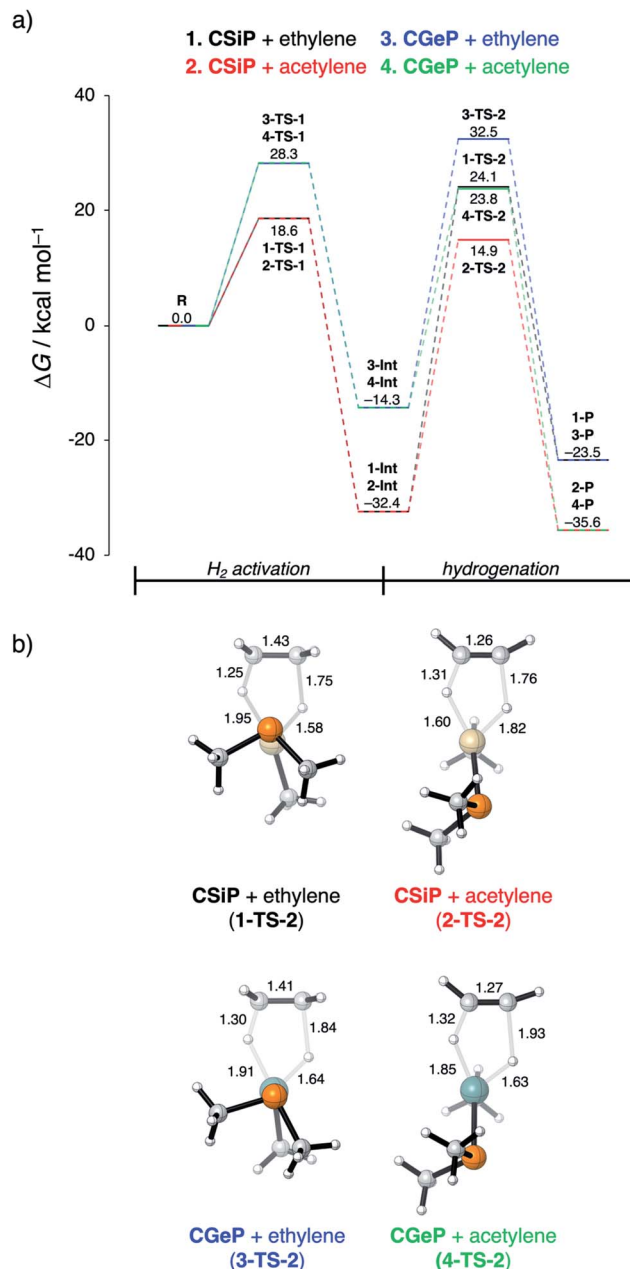 a)
1. CSiP + ethylene 3. CGeP + ethylene
2. CSiP + acetylene 4. CGeP + acetylene
ΔG / kcal mol⁻¹
40
20
0
-20
-40
R
0.0
3-TS-1
4-TS-1
28.3
18.6
1-TS-1
2-TS-1
3-Int
4-Int
−14.3
1-Int
2-Int
−32.4
3-TS-2
32.5
1-TS-2
24.1
23.8
4-TS-2
14.9
2-TS-2
1-P
3-P
−23.5
2-P
4-P
−35.6
H₂ activation hydrogenation
b)
1.43
1.25 1.75
1.95 1.58
CSiP + ethylene
(1-TS-2)
1.26
1.31 1.76
1.60 1.82
CSiP + acetylene
(2-TS-2)
1.41
1.30 1.84
1.91 1.64
CGeP + ethylene
(3-TS-2)
1.27
1.32 1.93
1.85 1.63
CGeP + acetylene
(4-TS-2)